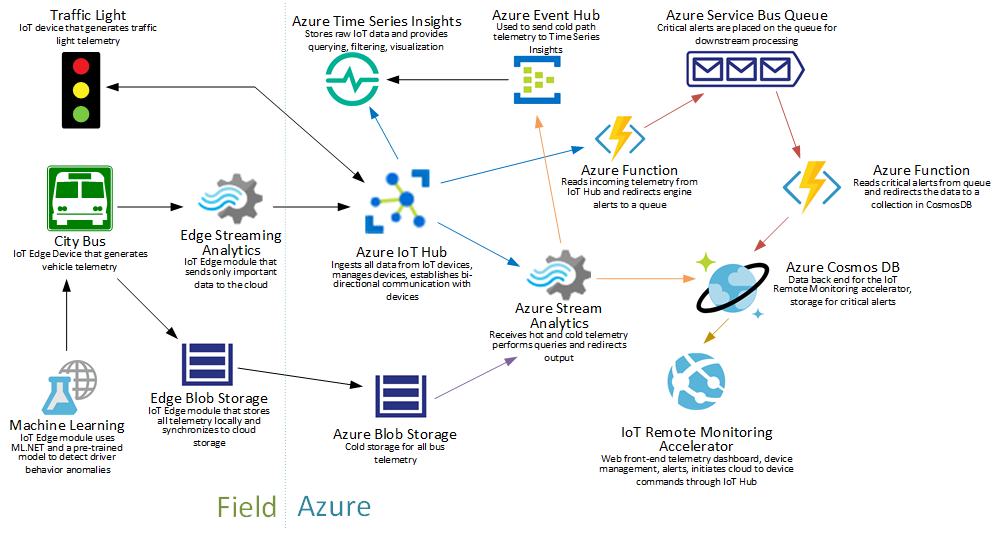 Traffic Light
IoT device that generates traffic
light telemetry
Azure Time Series Insights
Stores raw IoT data and provides
querying, filtering, visualization
Azure Event Hub
Used to send cold path
telemetry to Time Series
Insights
Azure Service Bus Queue
Critical alerts are placed on the queue for
downstream processing
Azure Function
Reads incoming telemetry from
IoT Hub and redirects engine
alerts to a queue
Azure Function
Reads critical alerts from queue
and redirects the data to a
collection in CosmosDB
City Bus
IoT Edge Device that generates
vehicle telemetry
Edge Streaming
Analytics
IoT Edge module that
sends only important
data to the cloud
Azure IoT Hub
Ingests all data from IoT devices,
manages devices, establishes bi-
directional communication with
devices
Azure Stream
Analytics
Receives hot and cold telemetry
performs queries and redirects
output
Azure Cosmos DB
Data back end for the IoT
Remote Monitoring accelerator,
storage for critical alerts
Machine Learning
IoT Edge module uses
ML.NET and a pre-trained
model to detect driver
behavior anomalies
Edge Blob Storage
IoT Edge module that stores
all telemetry locally and
synchronizes to cloud
storage
Azure Blob Storage
Cold storage for all bus
telemetry
IoT Remote Monitoring
Accelerator
Web front-end telemetry dashboard, device
management, alerts, initiates cloud to device
commands through IoT Hub
Field
Azure